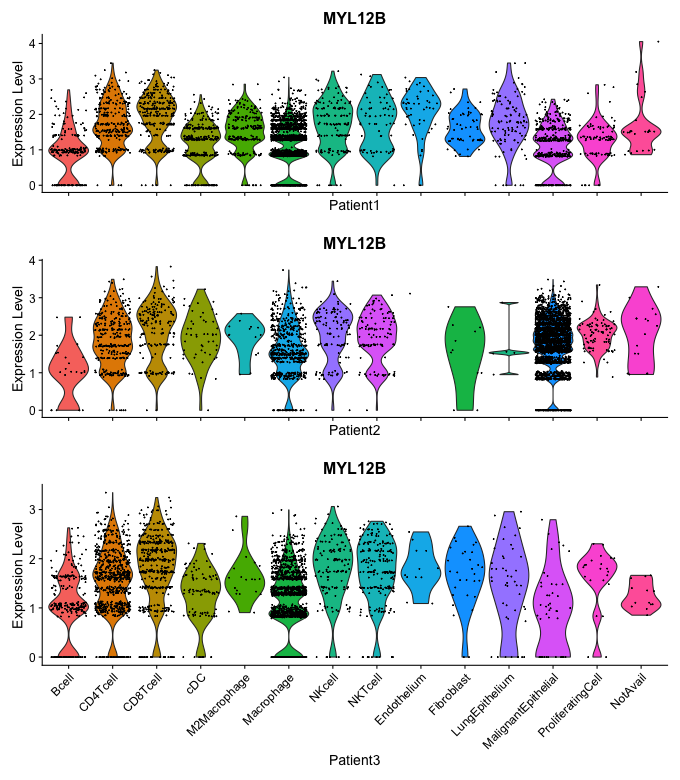 MYL12B
Expression Level
4
3
2
1
0
Patient1
MYL12B
Expression Level
4
3
2
1
0
Patient2
MYL12B
Expression Level
3
2
1
0
Bcell
CD4Tcell
CD8Tcell
cDC
M2Macrophage
Macrophage
NKcell
NKTcell
Endothelium
Fibroblast
LungEpithelium
MalignantEpithelial
ProliferatingCell
NotAvail
Patient3